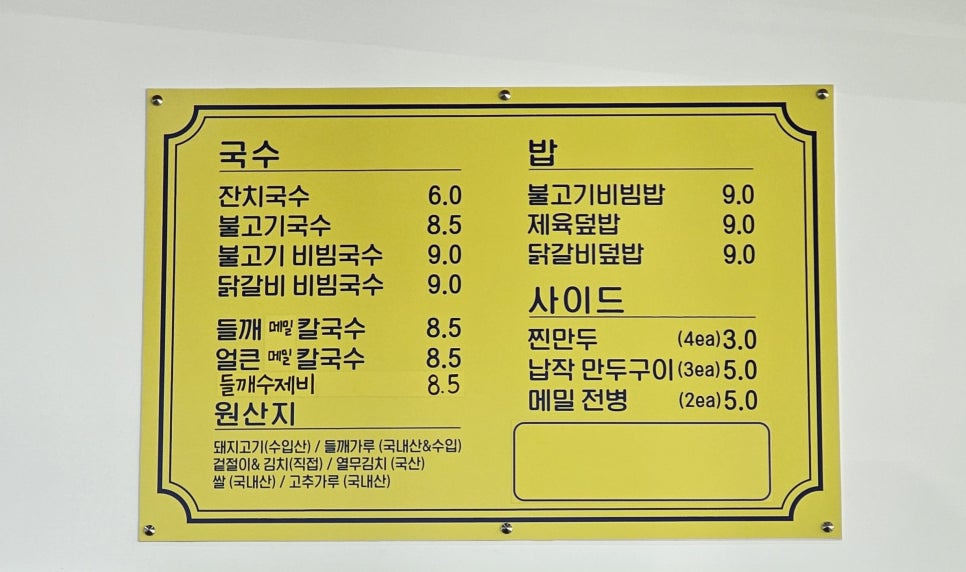 국수
잔치국수 6.0
불고기국수 8.5
불고기 비빔국수 9.0
닭갈비 비빔국수 9.0
들깨 메밀 칼국수 8.5
얼큰 메밀 칼국수 8.5
들깨수제비 8.5
원산지
돼지고기(수입산) / 들깨가루 (국내산&수입)
겉절이& 김치(직접) / 열무김치 (국산)
쌀 (국내산) / 고추가루 (국내산)
밥
불고기비빔밥 9.0
제육덮밥 9.0
닭갈비덮밥 9.0
사이드
찐만두 (4ea) 3.0
납작 만두구이 (3ea) 5.0
메밀 전병 (2ea) 5.0